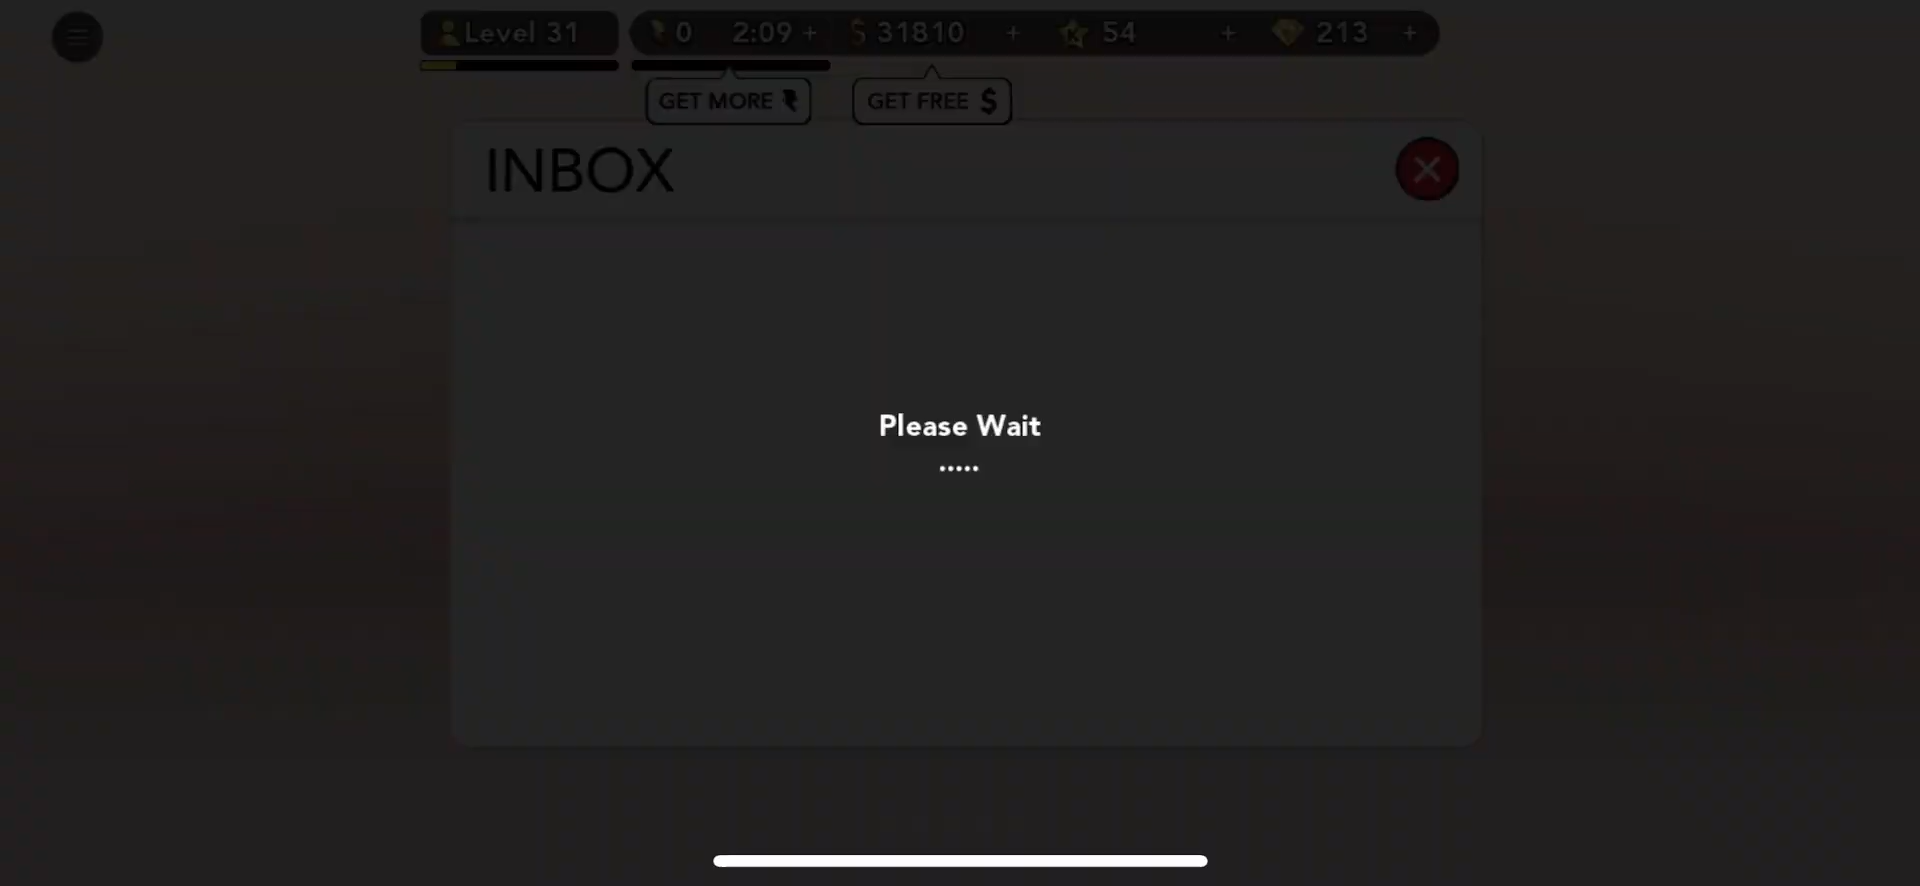 Level 31 0 2:09 + $ 31810 + K 54 + 213 +
GET MORE GET FREE $
INBOX
Please Wait
.....